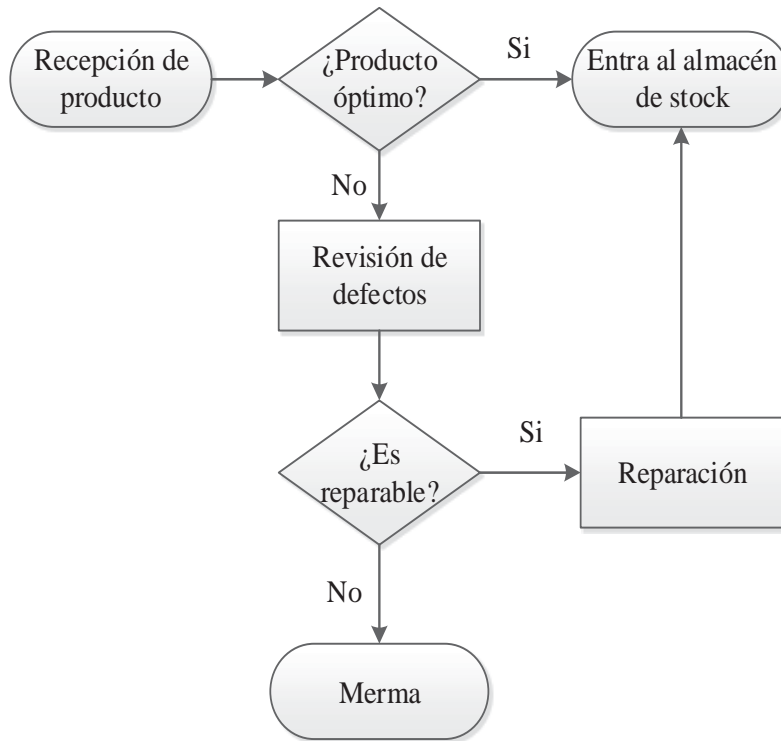 Recepción de
producto
¿Producto
óptimo?
Si
Entra al almacén
de stock
No
Revisión de
defectos
¿Es
reparable?
Si
Reparación
No
Merma